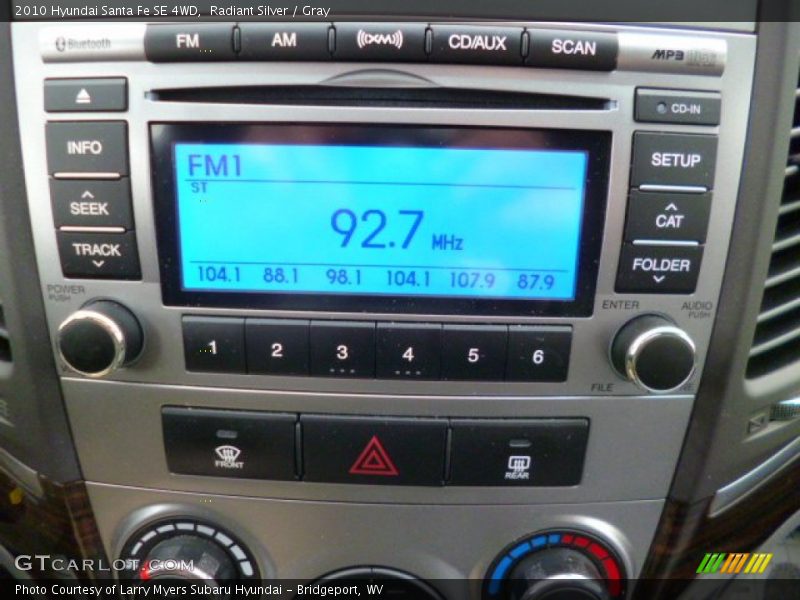 2010 Hyundai Santa Fe SE 4WD, Radiant Silver / Gray
Bluetooth
FM
AM
((XM))
CD/AUX
SCAN
MP3
CD-IN
INFO
SETUP
SEEK
CAT
TRACK
FOLDER
FM1
ST
92.7 MHz
104.1 88.1 98.1 104.1 107.9 87.9
POWER
PUSH
ENTER
AUDIO
PUSH
1 2 3 4 5 6
FILE
FRONT
REAR
GTCarLot.com
Photo Courtesy of Larry Myers Subaru Hyundai - Bridgeport, WV